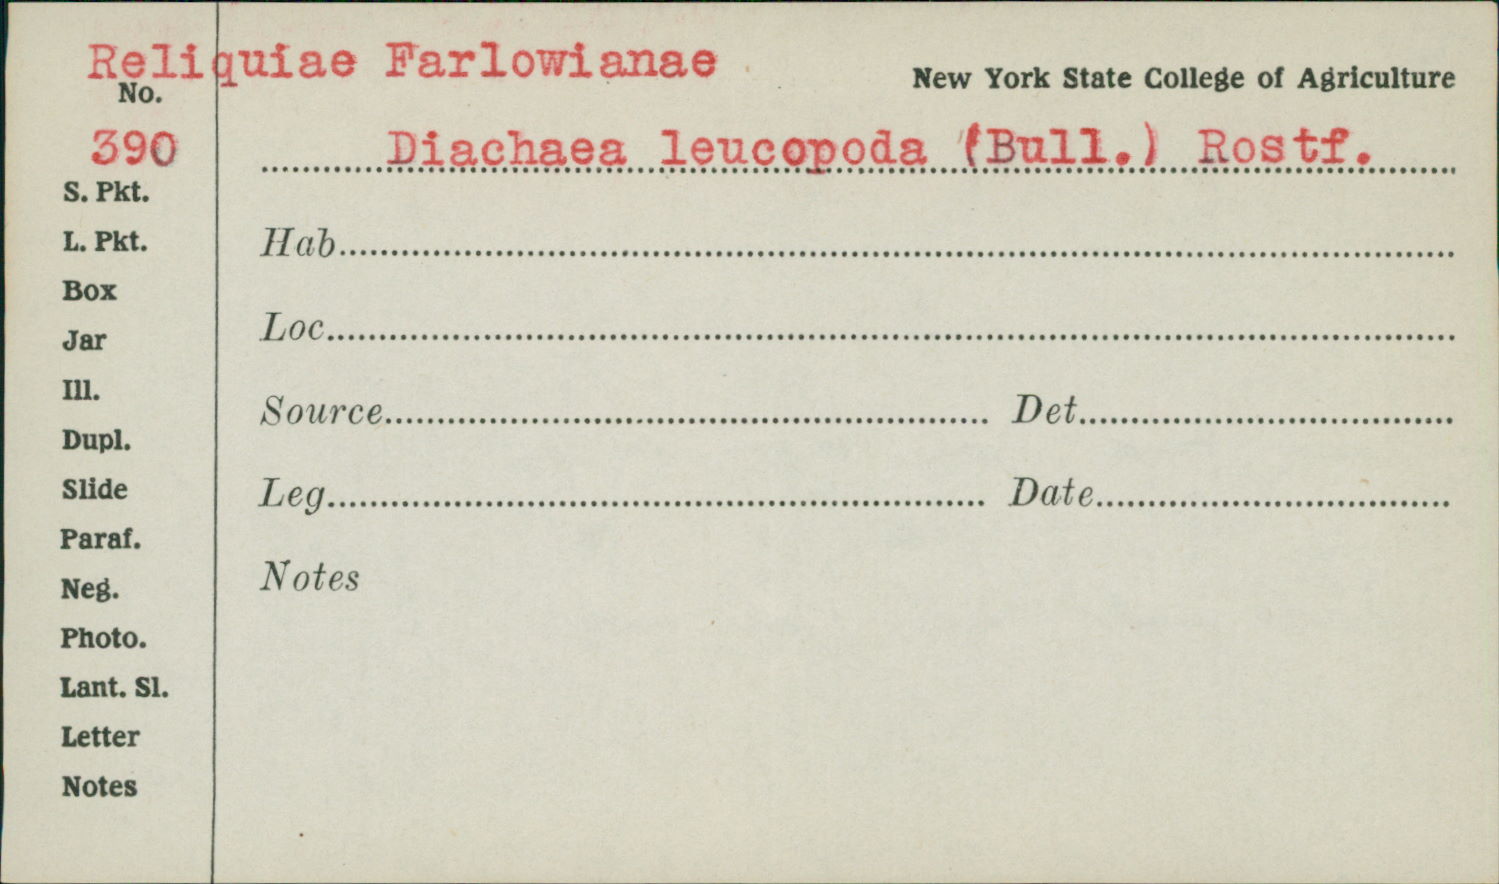 Reliquiae Farlowianae
New York State College of Agriculture
No.
390
Diachaea leucopoda (Bull.) Rostf.
S. Pkt.
L. Pkt.
Hab
Box
Jar
Loc
Ill.
Source Det
Dupl.
Slide
Leg Date
Paraf.
Neg.
Notes
Photo.
Lant. Sl.
Letter
Notes